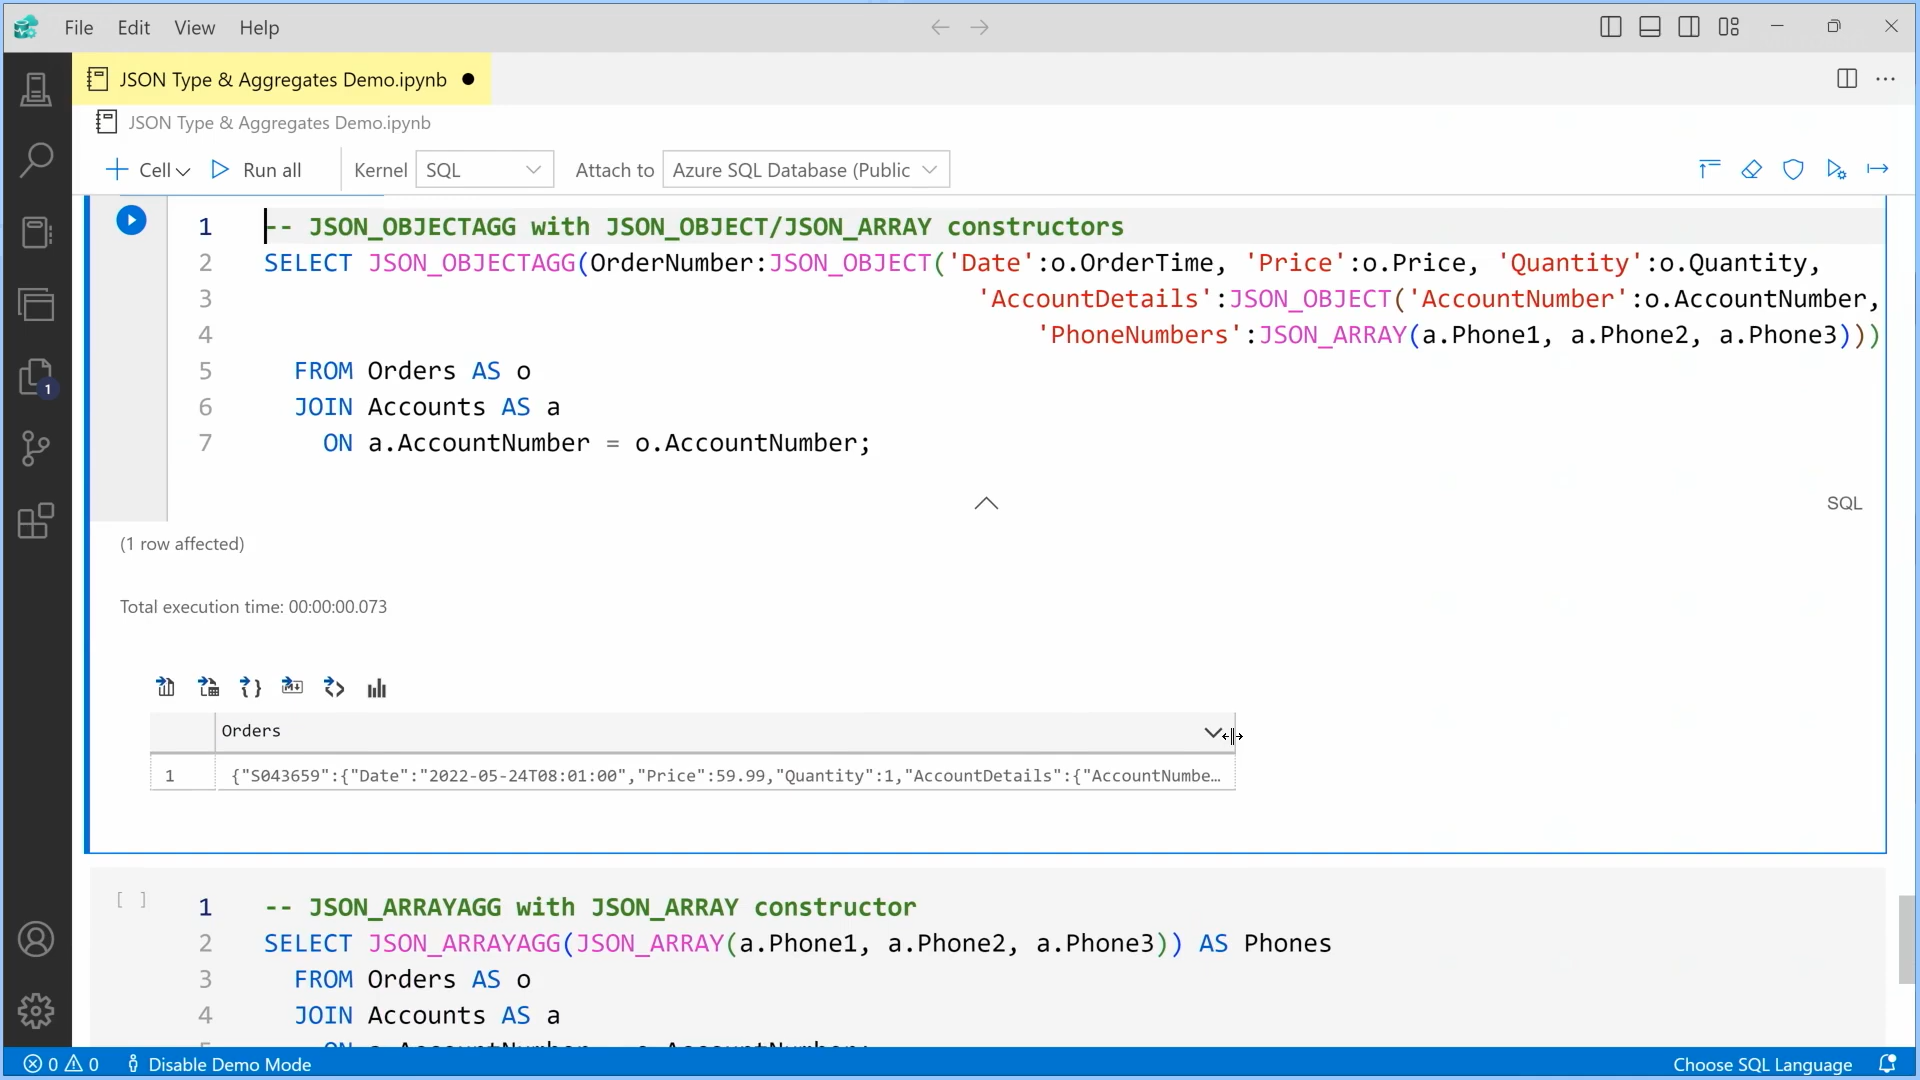 File Edit View Help
JSON Type & Aggregates Demo.ipynb ●
JSON Type & Aggregates Demo.ipynb
Cell Run all Kernel SQL Attach to Azure SQL Database (Public
1 -- JSON_OBJECTAGG with JSON_OBJECT/JSON_ARRAY constructors
2 SELECT JSON_OBJECTAGG(OrderNumber:JSON_OBJECT('Date':o.OrderTime, 'Price':o.Price, 'Quantity':o.Quantity,
3 'AccountDetails':JSON_OBJECT('AccountNumber':o.AccountNumber,
4 'PhoneNumbers':JSON_ARRAY(a.Phone1, a.Phone2, a.Phone3)))
5 FROM Orders AS o
6 JOIN Accounts AS a
7 ON a.AccountNumber = o.AccountNumber;
1
SQL
(1 row affected)
Total execution time: 00:00:00.073
Orders
1 {"S043659":{"Date":"2022-05-24T08:01:00","Price":59.99,"Quantity":1,"AccountDetails":{"AccountNumbe…
[ ] 1 -- JSON_ARRAYAGG with JSON_ARRAY constructor
2 SELECT JSON_ARRAYAGG(JSON_ARRAY(a.Phone1, a.Phone2, a.Phone3)) AS Phones
3 FROM Orders AS o
4 JOIN Accounts AS a
5 ON a.AccountNumber = o.AccountNumber;
0 0 Disable Demo Mode Choose SQL Language